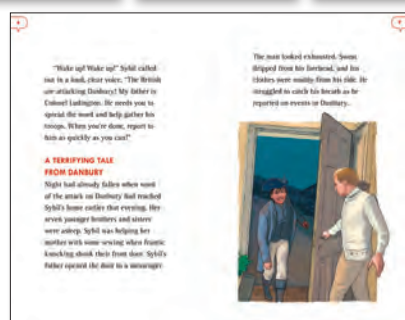 "Wake up! Wake up!" Sybil called
out in a loud, clear voice. "The British
are attacking Danbury! My father is
Colonel Ludington. He needs you to
spread the word and help gather his
troops. When you're done, report to
him as quickly as you can!"
A TERRIFYING TALE
FROM DANBURY
Night had already fallen when word
of the attack on Danbury had reached
Sybil's home earlier that evening. Her
seven younger brothers and sisters
were asleep. Sybil was helping her
mother with some sewing when frantic
knocking shook their front door. Sybil's
father opened the door to a messenger.
The man looked exhausted. Sweat
dripped from his forehead, and his
clothes were muddy from his ride. He
struggled to catch his breath as he
reported on events in Danbury.